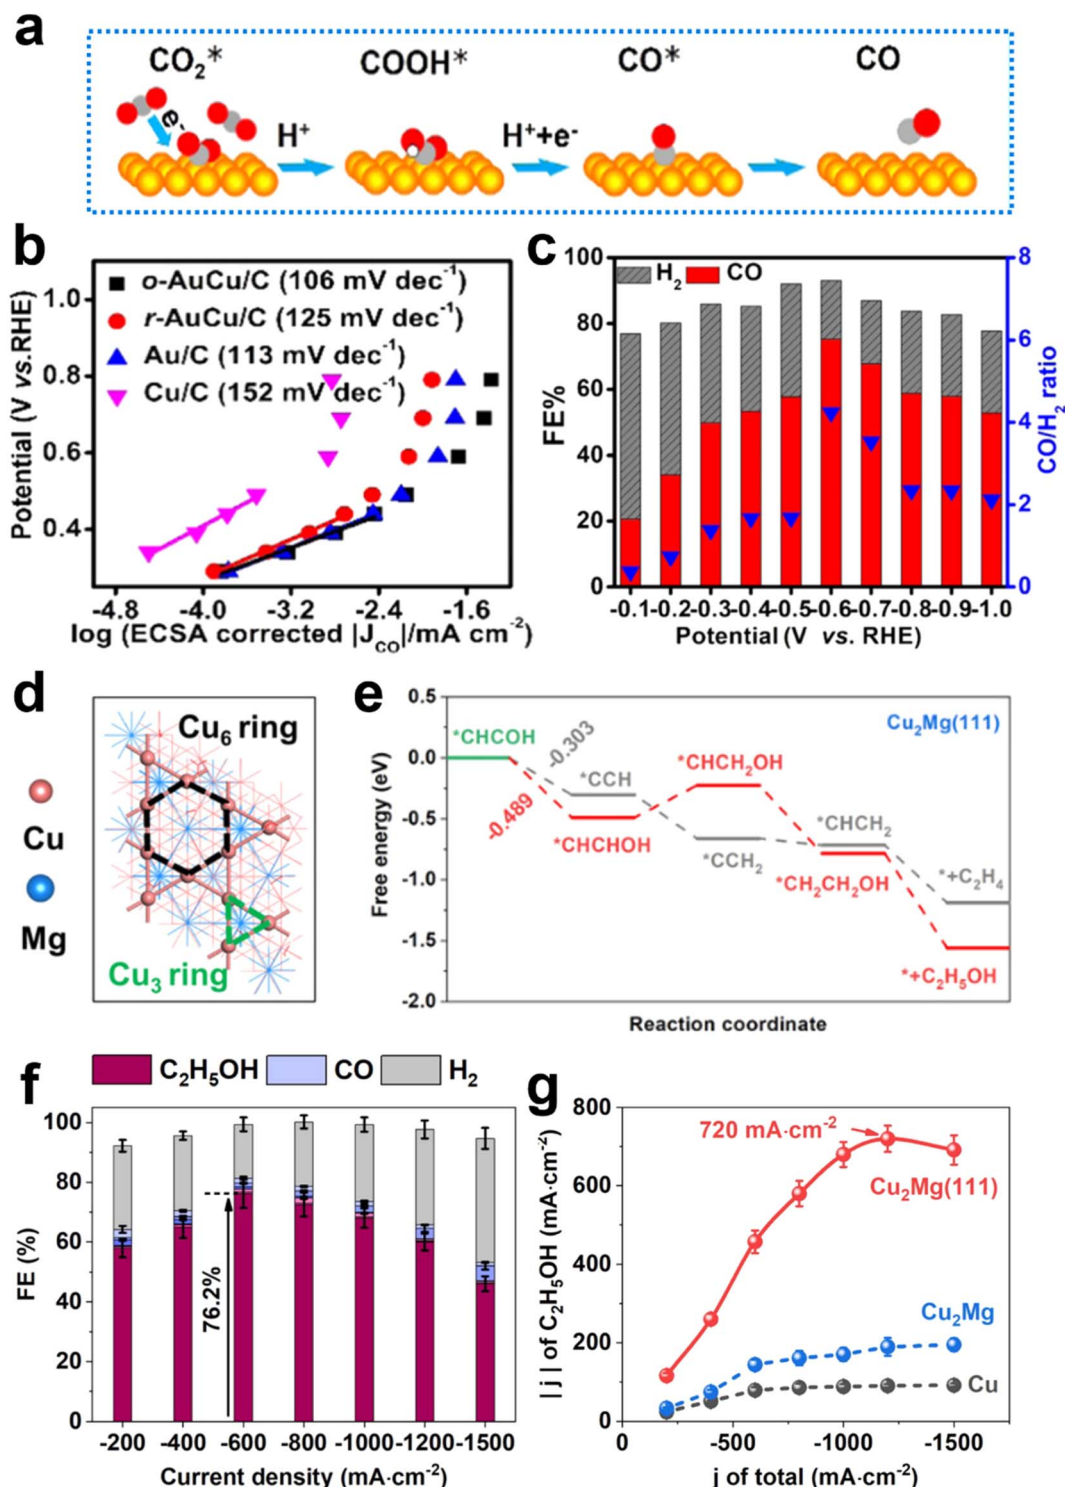 a
CO₂* COOH* CO* CO
e⁻ H⁺ H⁺+e⁻
b
o-AuCu/C (106 mV dec⁻¹)
r-AuCu/C (125 mV dec⁻¹)
Au/C (113 mV dec⁻¹)
Cu/C (152 mV dec⁻¹)
Potential (V vs.RHE)
1.0
0.8
0.6
0.4
-4.8 -4.0 -3.2 -2.4 -1.6
log (ECSA corrected |J_CO|/mA cm⁻²)
c
H₂ CO
FE%
100
80
60
40
20
0
CO/H₂ ratio
8
6
4
2
0
-0.1 -0.2 -0.3 -0.4 -0.5 -0.6 -0.7 -0.8 -0.9 -1.0
Potential (V vs. RHE)
d
Cu₆ ring
Cu
Mg
Cu₃ ring
e
Cu₂Mg(111)
Free energy (eV)
0.5
0.0
-0.5
-1.0
-1.5
-2.0
*CHCOH
-0.303
-0.489
*CCH
*CHCHOH
*CHCH₂OH
*CCH₂
*CHCH₂
*CH₂CH₂OH
*+C₂H₄
*+C₂H₅OH
Reaction coordinate
f
C₂H₅OH CO H₂
FE (%)
100
80
60
40
20
0
76.2%
-200 -400 -600 -800 -1000 -1200 -1500
Current density (mA·cm⁻²)
g
| j | of C₂H₅OH (mA·cm⁻²)
800
600
400
200
0
720 mA·cm⁻²
Cu₂Mg(111)
Cu₂Mg
Cu
0 -500 -1000 -1500
j of total (mA·cm⁻²)